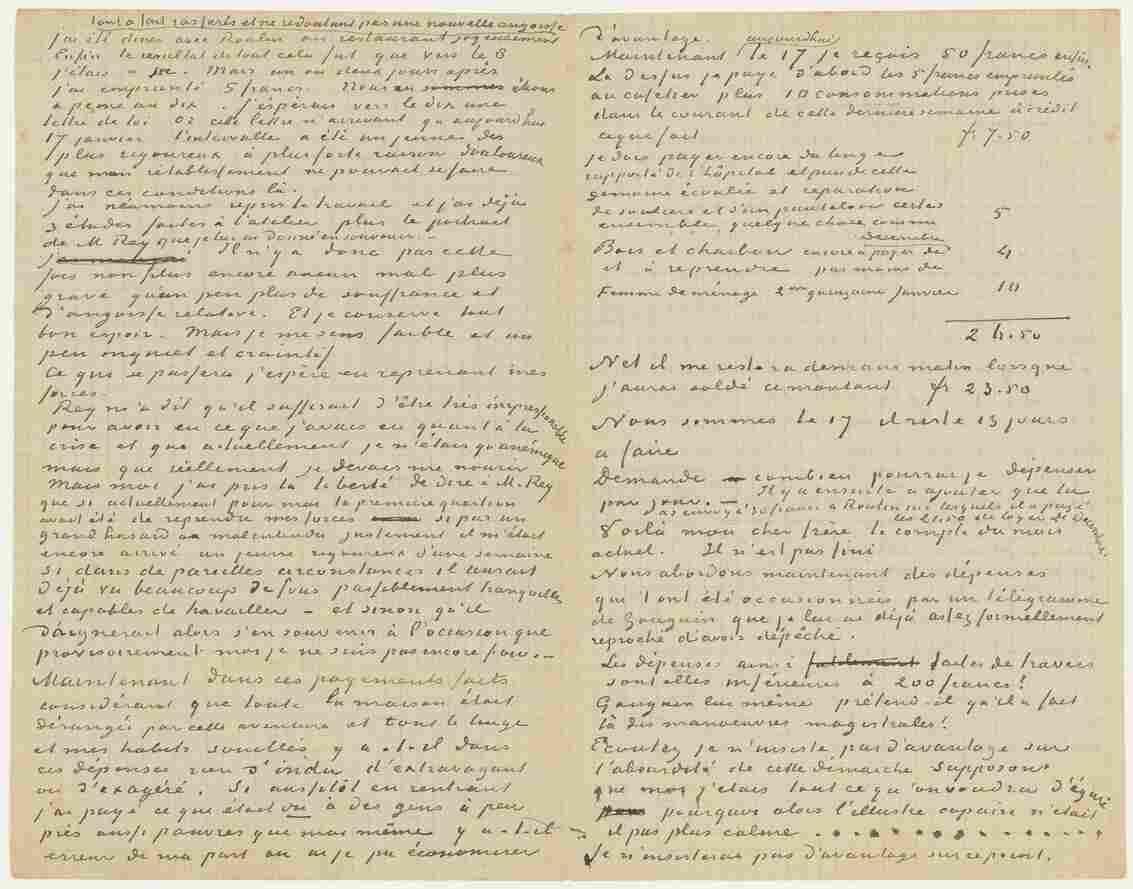 tout à fait rassurés et ne redoutant pas une nouvelle angoisse
j'ai été diner avec Roulin au restaurant joyeusement
Enfin le resultat de tout cela fut que vers le 8
j'étais à sec. Mais un ou deux jours après
j'ai emprunté 5 francs. Nous en étions
à peine au dix. J'espérais vers le dix une
lettre de toi or cette lettre n'arrivant qu'aujourd'hui
17 janvier l'intervalle a été un jeûne des
plus rigoureux à plus forte raison douloureux
que mon rétablissement ne pouvait se faire
dans ces conditions là.
J'ai néamoins repris le travail et j'ai déjà
3 études faites à l'atelier plus le portrait
de M. Rey que je lui ai donné en souvenir.
Il n'y a donc pas cette
fois non plus encore aucun mal plus
grave qu'un peu plus de souffrance et
d'angoisse relative. Et je conserve tout
bon espoir. Mais je me sens faible et un
peu inquiet et craintif
Ce qui se passera j'espère en reprenant mes
forces.
Rey m'a dit qu'il suffisait d'être très impressionable
pour avoir eu ce que j'avais eu quant à la
crise et que actuellement je n'étais qu'anémique
mais que réellement je devais me nourir
Mais moi j'ai pris la liberté de dire à M. Rey
que si actuellement pour moi la première question
avait été de reprendre mes forces si par un
grand hasard ou malentendu justement il m'était
encore arrivé un jeûne rigoureux d'une semaine
si dans de pareilles circonstances il aurait
déjà vu beaucoup de fous passablement tranquilles
et capables de travailler – et sinon qu'il
daignerait alors s'en souvenir à l'occasion que
provisoirement moi je ne suis pas encore fou. –
Maintenant dans ces payements faits
considérant que toute la maison était
dérangée par cette aventure et tout le linge
et mes habits souillés y a-t-il dans
ces dépenses rien d'indu d'extravagant
ou d'exagéré. Si aussitôt en rentrant
j'ai payé ce que était du à des gens à peu
près aussi pauvres que moi même y a-t-il
erreur de ma part ou ai je pu économiser
d'avantage. aujourdhui
Maintenant le 17 je reçois 50 francs enfin.
La dessus je paye d'abord les 5 francs empruntés
au cafetier plus 10 consommations prises
dans le courant de cette dernière semaine à crédit
ce que fait fr 7.50
je dois payer encore du linge
rapporté de l'hôpital et puis de cette
semaine écoulée et reparation
de souliers et d'un pantalon certes
ensemble quelque chose comme 5
Bois et charbon encore à payer de Decembre
et à reprendre pas moins de 4
Femme de ménage 2me quinzaine Janvier 10
26.50
Net il me restera demain matin lorsque
j'aurai soldé ce montant fr 23.50
Nous sommes le 17 il reste 13 jours
à faire
Demande combien pourrai je dépenser
par jour. – Il y a ensuite a ajouter que tu
as envoyé 30 francs à Roulin sur lesquels il a payé
les 21.50 de loyer de Decembre.
Voilà mon cher frère le compte du mois
actuel. Il n'est pas fini
Nous abordons maintenant des dépenses
qui t'ont été occasionnées par un télégramme
de Gauguin que je lui ai déjà assez formellement
reproché d'avoir dépêché.
Les dépenses ainsi faites de travers
sont elles inférieures à 200 francs?
Gauguin lui même prétend-il qu'il a fait
là des manoeuvres magistrales?
Ecoutez je n'insiste pas d'avantage sur
l'absurdité de cette démarche Supposons
que moi j'étais tout ce qu'on voudra d'égaré
pourquoi alors l'illustre copain n'était
il pas plus calme . . . . . . . . . . . . . .
Je n'insisterai pas d'avantage sur ce point.